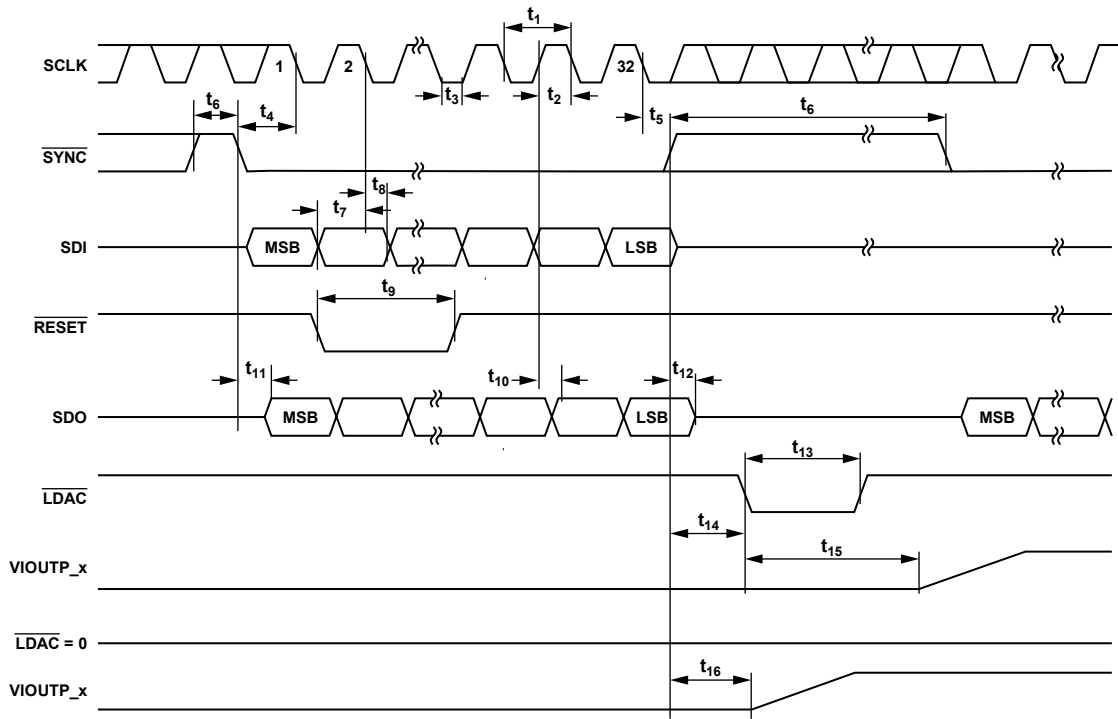 t1
SCLK
1
2
32
t3
t2
t6
t4
t5
t6
SYNC
t8
t7
SDI
MSB
LSB
t9
RESET
t11
t10
t12
SDO
MSB
LSB
MSB
t13
LDAC
t14
t15
VIOUTP_x
LDAC = 0
t16
VIOUTP_x